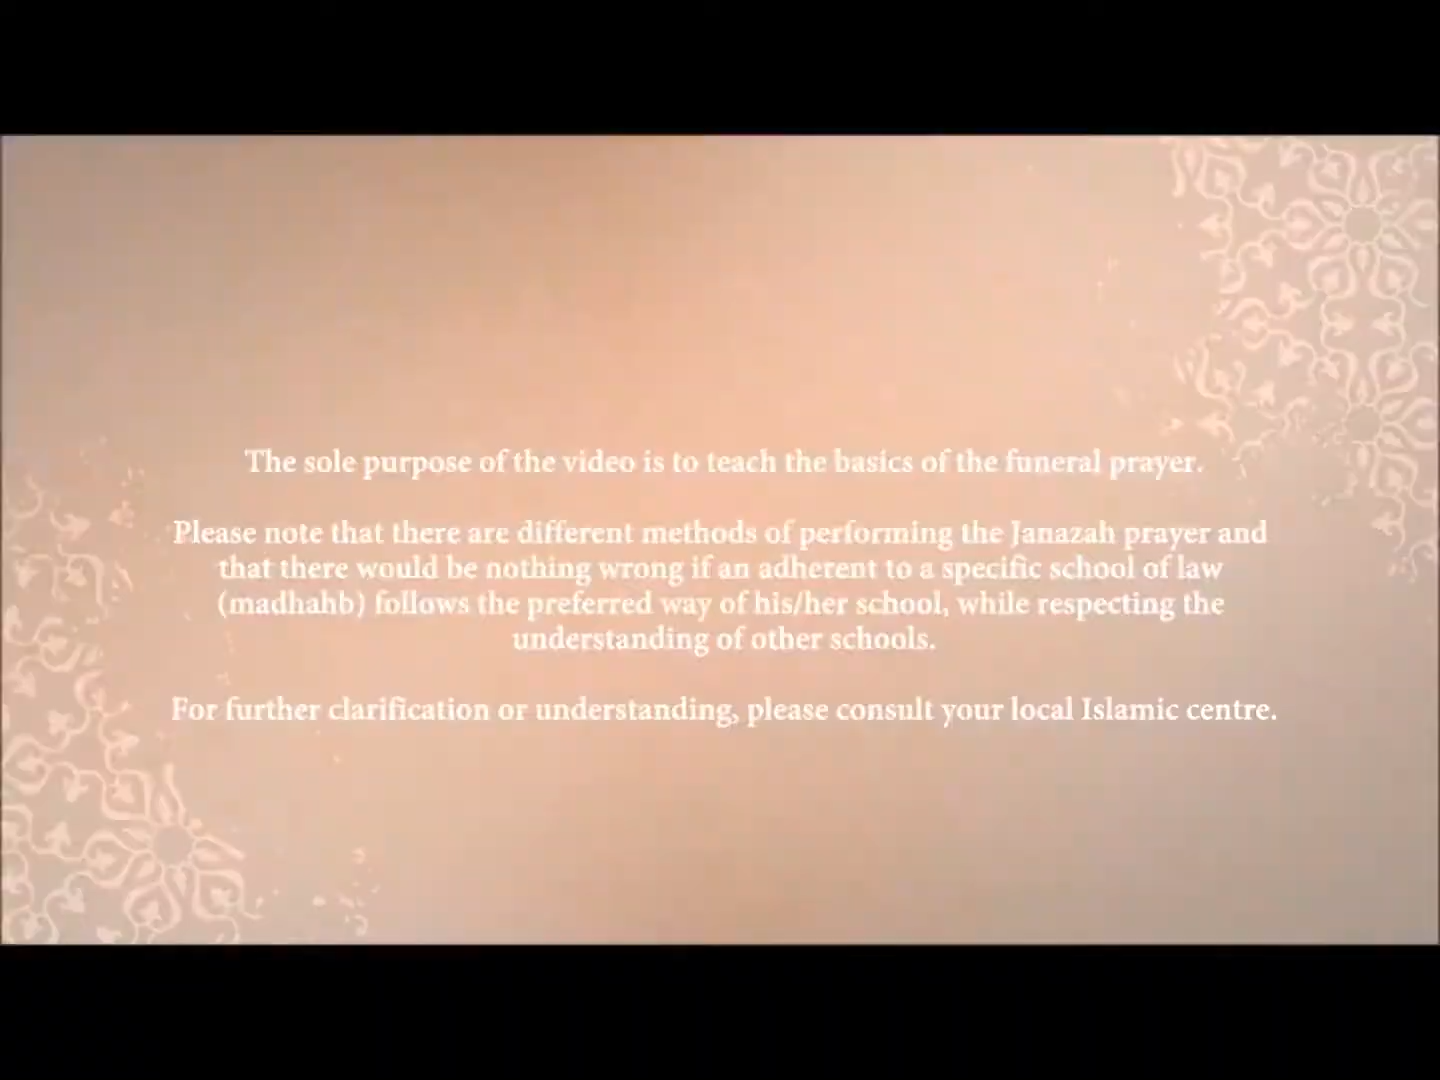 The sole purpose of the video is to teach the basics of the funeral prayer.
Please note that there are different methods of performing the Janazah prayer and
that there would be nothing wrong if an adherent to a specific school of law
(madhahb) follows the preferred way of his/her school, while respecting the
understanding of other schools.
For further clarification or understanding, please consult your local Islamic centre.